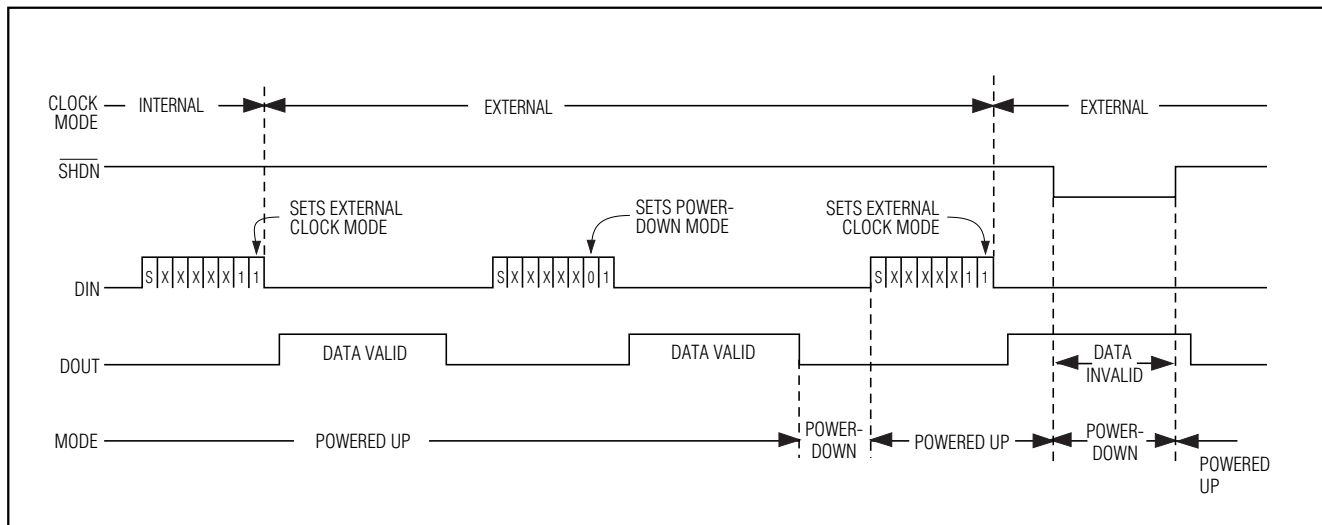 CLOCK MODE
INTERNAL
EXTERNAL
EXTERNAL
SHDN
SETS EXTERNAL
CLOCK MODE
SETS POWER-
DOWN MODE
SETS EXTERNAL
CLOCK MODE
DIN
S X X X X X 1 1
S X X X X X 0 1
S X X X X X 1 1
DOUT
DATA VALID
DATA VALID
DATA
INVALID
MODE
POWERED UP
POWER-
DOWN
POWERED UP
POWER-
DOWN
POWERED
UP